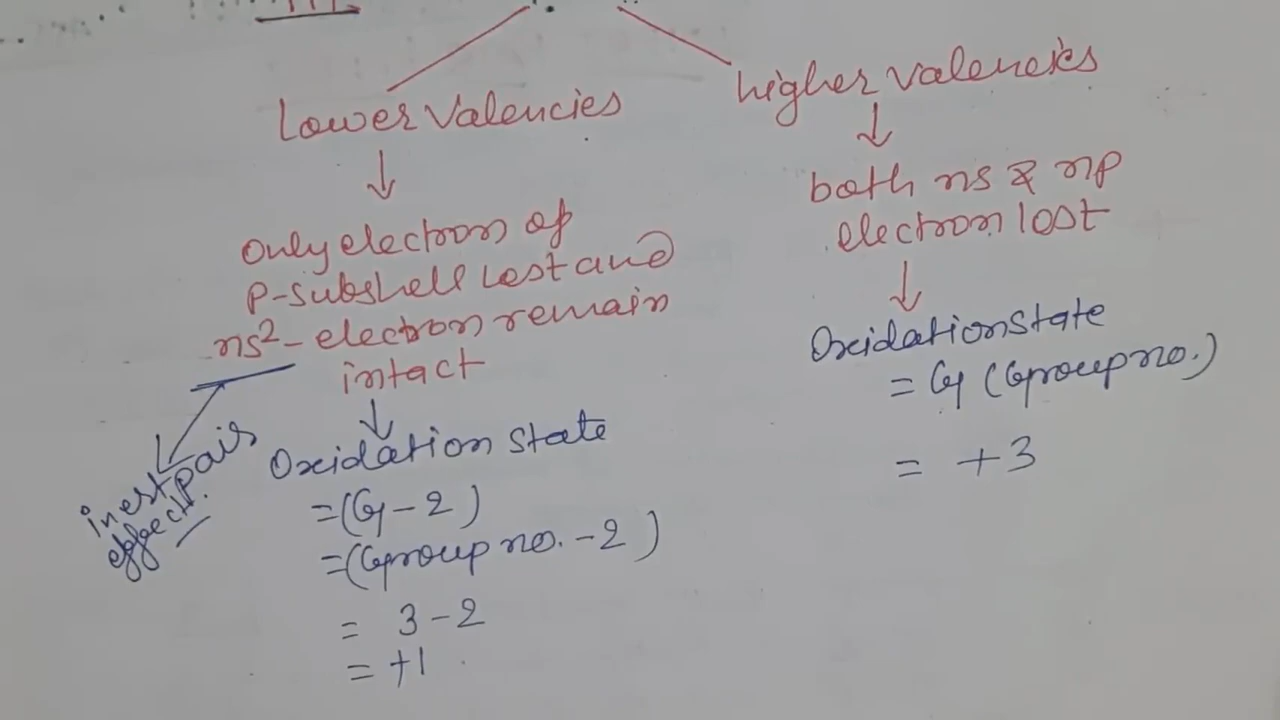 Lower Valencies
↓
Only electron of
P-subshell lost and
ns²- electron remain
intact
↓
inert pair
effect.
Oxidation state
=(G-2)
=(Group no.-2)
= 3-2
= +1
higher valencies
↓
both ns & np
electron lost
↓
Oxidation state
= G (Group no.)
= +3